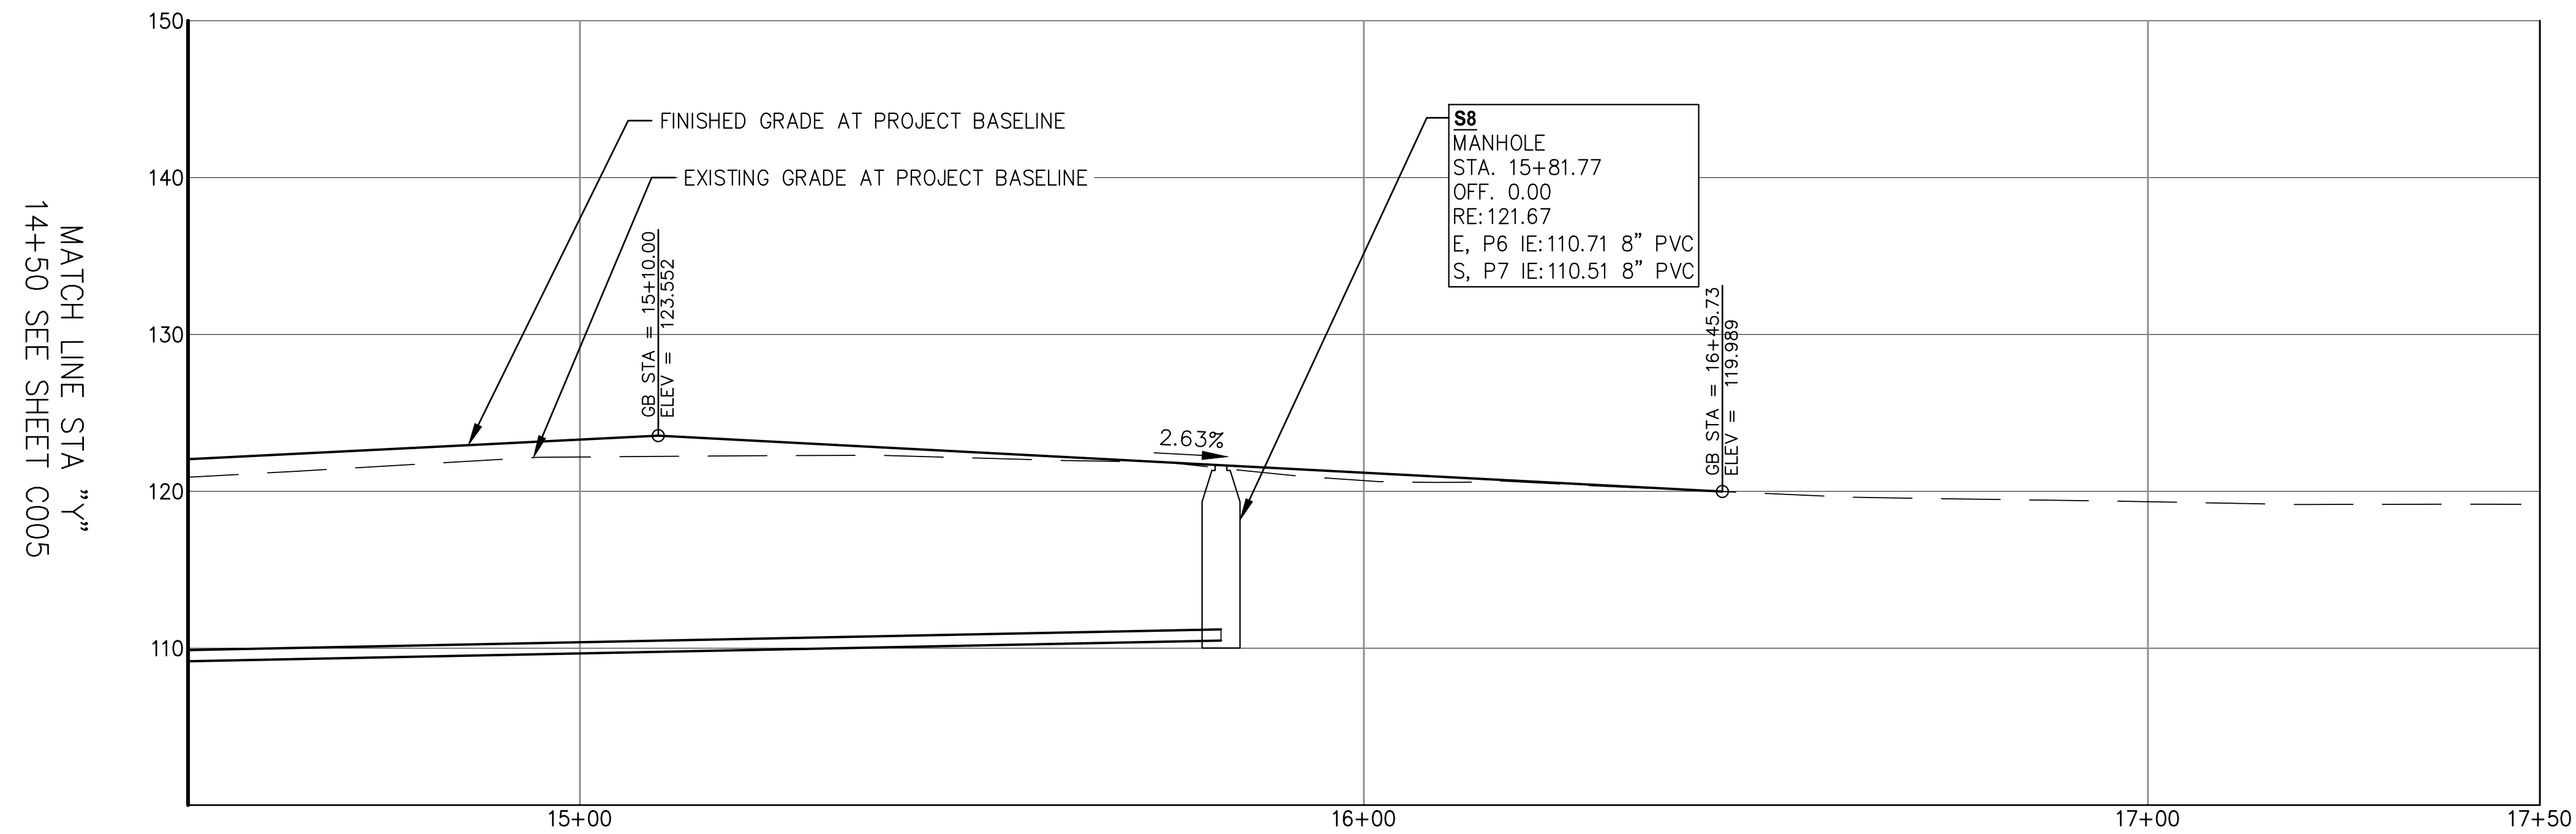 150
140
130
120
110
MATCH LINE STA "Y"
14+50 SEE SHEET C005
FINISHED GRADE AT PROJECT BASELINE
EXISTING GRADE AT PROJECT BASELINE
GB STA = 15+10.00
ELEV = 123.552
2.63%
S8
MANHOLE
STA. 15+81.77
OFF. 0.00
RE:121.67
E, P6 IE:110.71 8" PVC
S, P7 IE:110.51 8" PVC
GB STA = 16+45.73
ELEV = 119.989
15+00
16+00
17+00
17+50